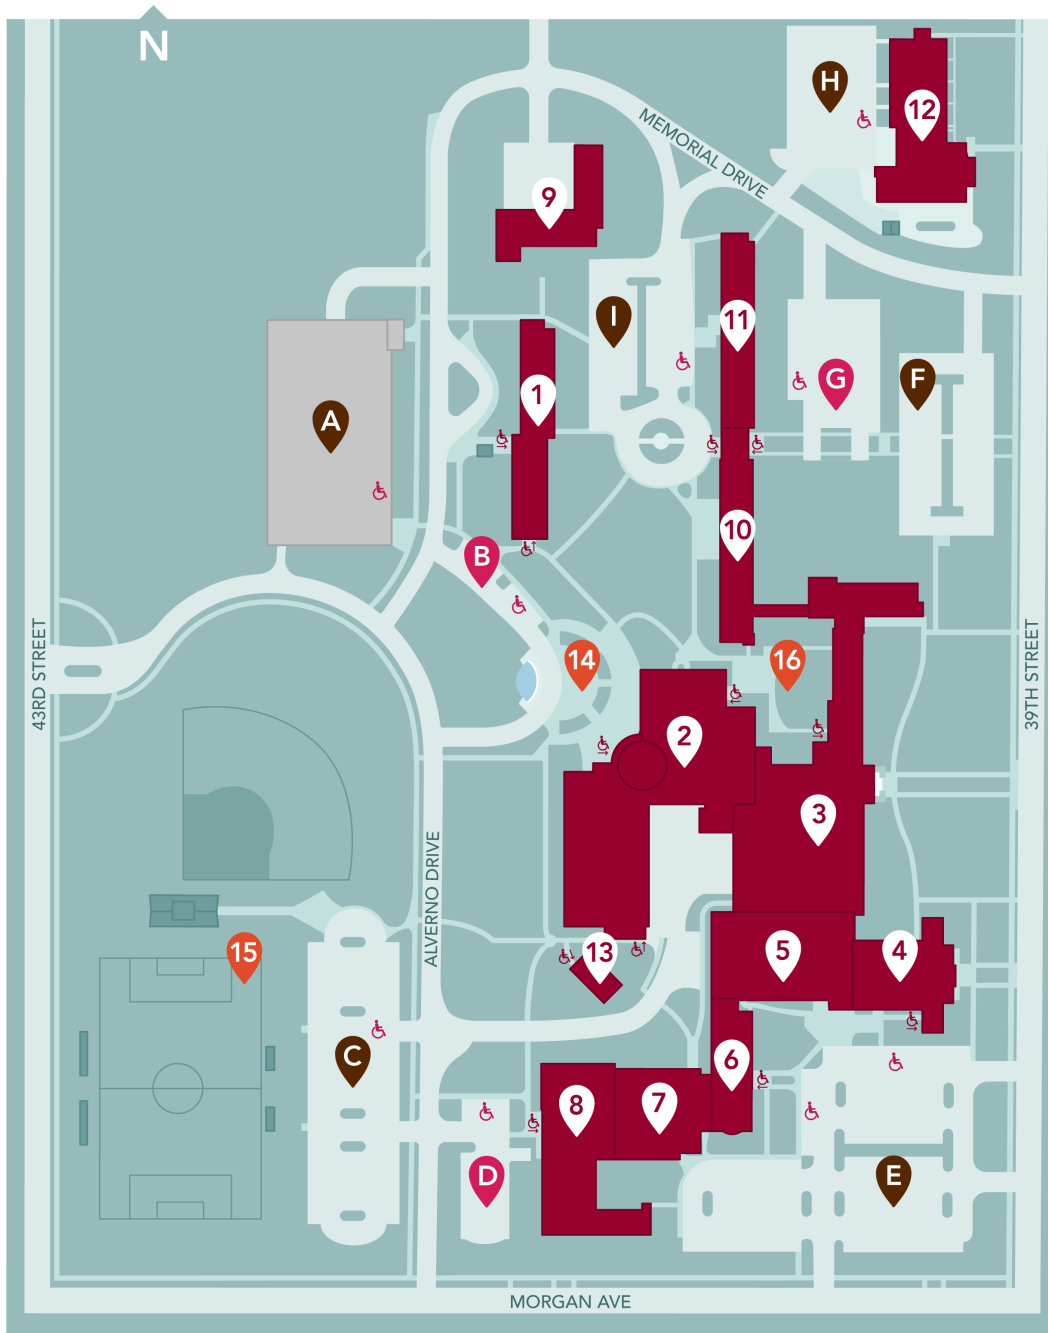 N
H
12
MEMORIAL DRIVE
9
I
11
G
F
1
A
10
B
14
16
43RD STREET
39TH STREET
2
3
ALVERNO DRIVE
15
13
5
4
C
6
8
7
D
E
MORGAN AVE